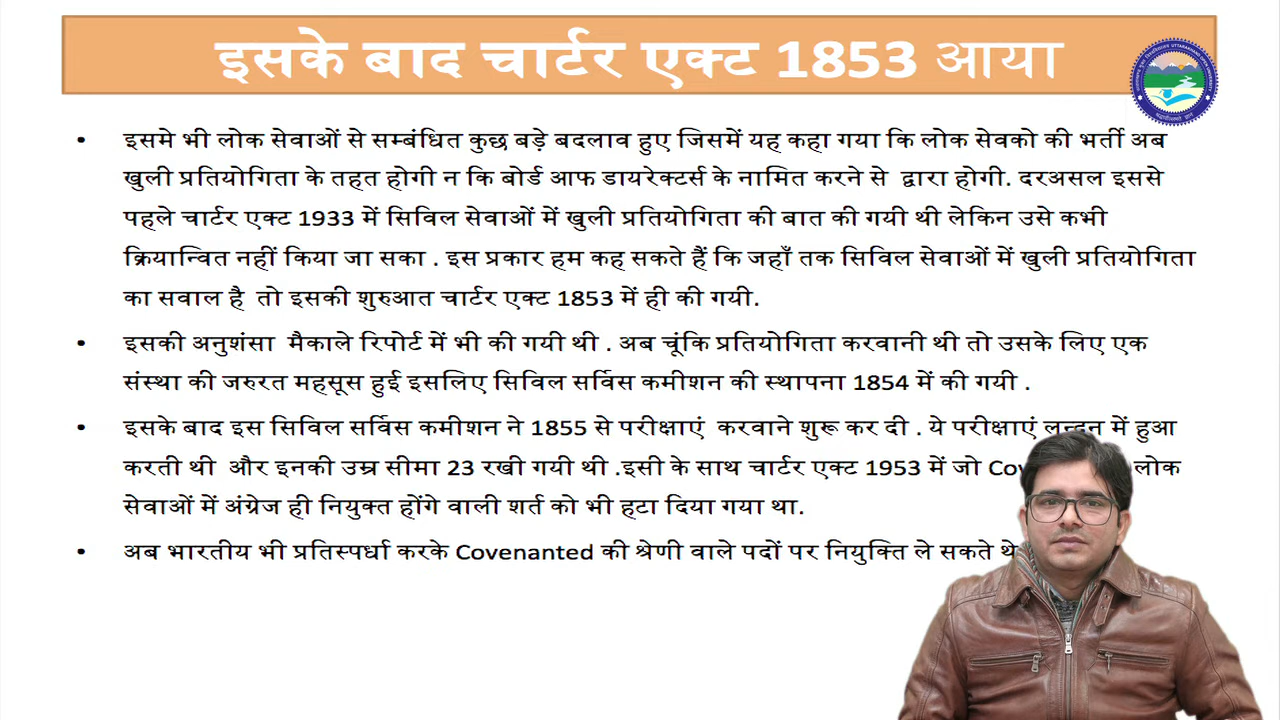 इसके बाद चार्टर एक्ट 1853 आया
UTTARAKHAND
• इसमे भी लोक सेवाओं से सम्बंधित कुछ बड़े बदलाव हुए जिसमें यह कहा गया कि लोक सेवको की भर्ती अब
खुली प्रतियोगिता के तहत होगी न कि बोर्ड आफ डायरेक्टर्स के नामित करने से द्वारा होगी. दरअसल इससे
पहले चार्टर एक्ट 1933 में सिविल सेवाओं में खुली प्रतियोगिता की बात की गयी थी लेकिन उसे कभी
क्रियान्वित नहीं किया जा सका . इस प्रकार हम कह सकते हैं कि जहाँ तक सिविल सेवाओं में खुली प्रतियोगिता
का सवाल है तो इसकी शुरुआत चार्टर एक्ट 1853 में ही की गयी.
• इसकी अनुशंसा मैकाले रिपोर्ट में भी की गयी थी . अब चूंकि प्रतियोगिता करवानी थी तो उसके लिए एक
संस्था की जरुरत महसूस हुई इसलिए सिविल सर्विस कमीशन की स्थापना 1854 में की गयी .
• इसके बाद इस सिविल सर्विस कमीशन ने 1855 से परीक्षाएं करवाने शुरू कर दी . ये परीक्षाएं लन्दन में हुआ
करती थी और इनकी उम्र सीमा 23 रखी गयी थी .इसी के साथ चार्टर एक्ट 1953 में जो लोक
सेवाओं में अंग्रेज ही नियुक्त होंगे वाली शर्त को भी हटा दिया गया था.
• अब भारतीय भी प्रतिस्पर्धा करके Covenanted की श्रेणी वाले पदों पर नियुक्ति ले सकते थे